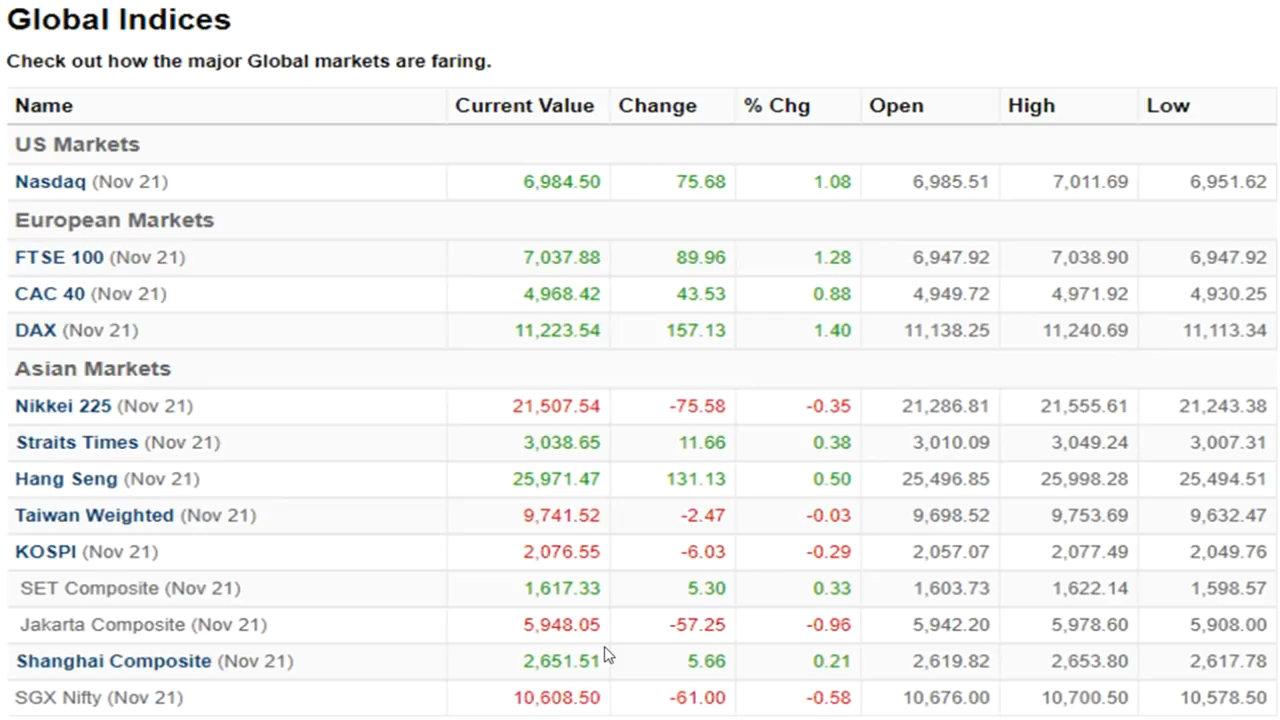 Global Indices
Check out how the major Global markets are faring.
Name Current Value Change % Chg Open High Low
US Markets
Nasdaq (Nov 21) 6,984.50 75.68 1.08 6,985.51 7,011.69 6,951.62
European Markets
FTSE 100 (Nov 21) 7,037.88 89.96 1.28 6,947.92 7,038.90 6,947.92
CAC 40 (Nov 21) 4,968.42 43.53 0.88 4,949.72 4,971.92 4,930.25
DAX (Nov 21) 11,223.54 157.13 1.40 11,138.25 11,240.69 11,113.34
Asian Markets
Nikkei 225 (Nov 21) 21,507.54 -75.58 -0.35 21,286.81 21,555.61 21,243.38
Straits Times (Nov 21) 3,038.65 11.66 0.38 3,010.09 3,049.24 3,007.31
Hang Seng (Nov 21) 25,971.47 131.13 0.50 25,496.85 25,998.28 25,494.51
Taiwan Weighted (Nov 21) 9,741.52 -2.47 -0.03 9,698.52 9,753.69 9,632.47
KOSPI (Nov 21) 2,076.55 -6.03 -0.29 2,057.07 2,077.49 2,049.76
SET Composite (Nov 21) 1,617.33 5.30 0.33 1,603.73 1,622.14 1,598.57
Jakarta Composite (Nov 21) 5,948.05 -57.25 -0.96 5,942.20 5,978.60 5,908.00
Shanghai Composite (Nov 21) 2,651.51 5.66 0.21 2,619.82 2,653.80 2,617.78
SGX Nifty (Nov 21) 10,608.50 -61.00 -0.58 10,676.00 10,700.50 10,578.50